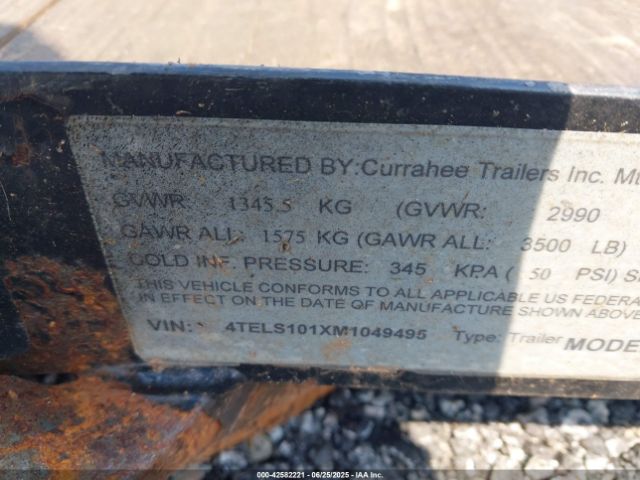 MANUFACTURED BY: Currahee Trailers Inc.
GVWR: 1345.5 KG (GVWR: 2990
GAWR ALL: 1575 KG (GAWR ALL: 3500 LB)
COLD INF. PRESSURE: 345 KPA ( 50 PSI)
THIS VEHICLE CONFORMS TO ALL APPLICABLE US FEDERA
IN EFFECT ON THE DATE OF MANUFACTURE SHOWN ABOVE
VIN: 4TELS101XM1049495 Type: Trailer MODE
000-42582221 - 06/25/2025 - IAA Inc.